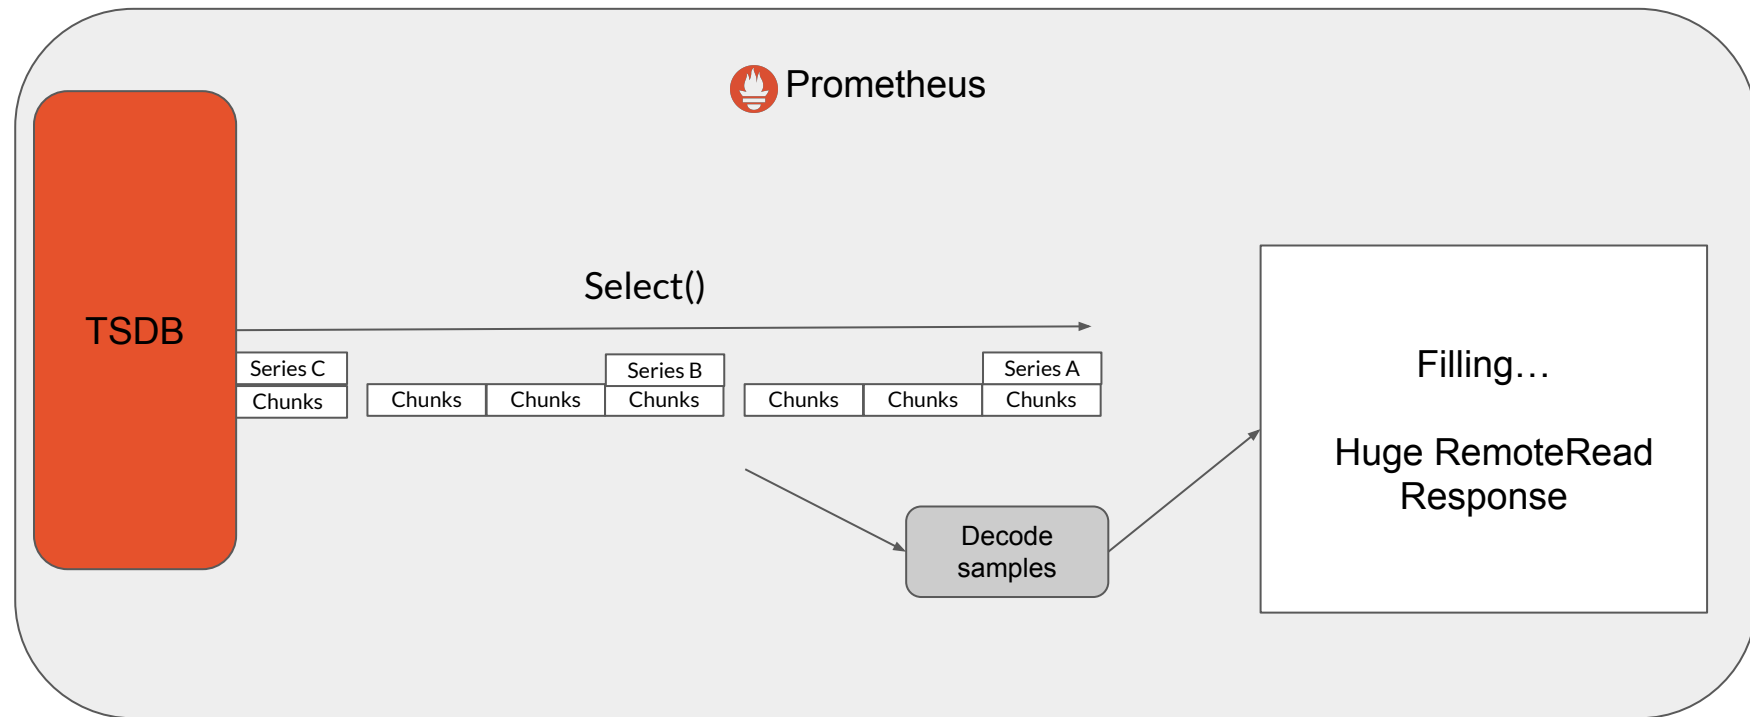 Prometheus
TSDB
Select()
Series C
Series B
Series A
Chunks
Chunks
Chunks
Chunks
Chunks
Chunks
Chunks
Filling…
Huge RemoteRead
Response
Decode
samples